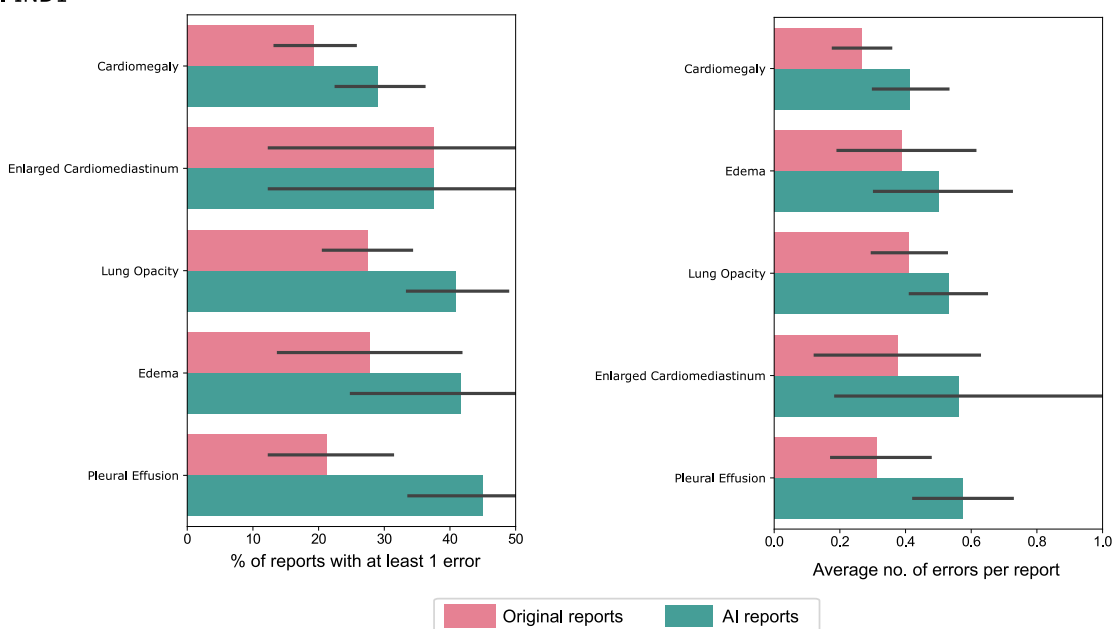 Cardiomegaly
Enlarged Cardiomediastinum
Lung Opacity
Edema
Pleural Effusion
0 10 20 30 40 50
% of reports with at least 1 error
Cardiomegaly
Edema
Lung Opacity
Enlarged Cardiomediastinum
Pleural Effusion
0.0 0.2 0.4 0.6 0.8 1.0
Average no. of errors per report
Original reports AI reports